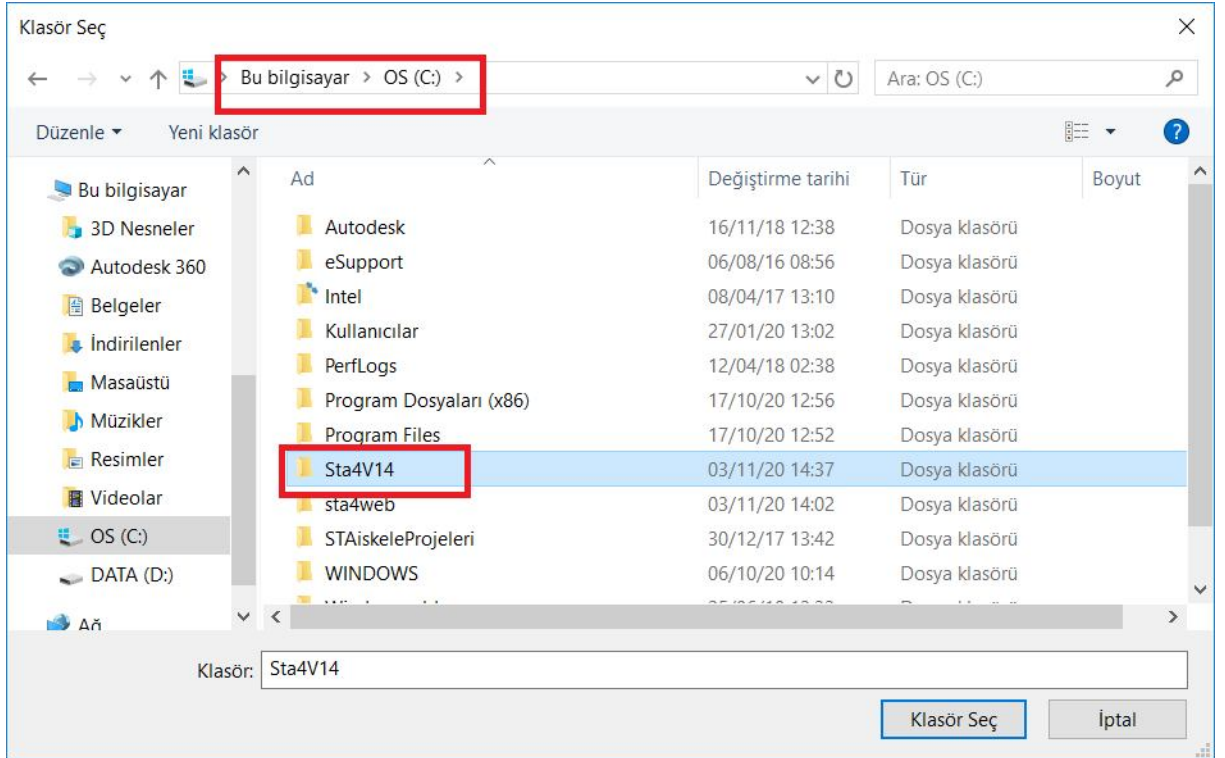 Klasör Seç
Bu bilgisayar > OS (C:) >
Ara: OS (C:)
Düzenle
Yeni klasör
Bu bilgisayar
3D Nesneler
Autodesk 360
Belgeler
İndirilenler
Masaüstü
Müzikler
Resimler
Videolar
OS (C:)
DATA (D:)
Ağ
Ad Değiştirme tarihi Tür Boyut
Autodesk 16/11/18 12:38 Dosya klasörü
eSupport 06/08/16 08:56 Dosya klasörü
Intel 08/04/17 13:10 Dosya klasörü
Kullanıcılar 27/01/20 13:02 Dosya klasörü
PerfLogs 12/04/18 02:38 Dosya klasörü
Program Dosyaları (x86) 17/10/20 12:56 Dosya klasörü
Program Files 17/10/20 12:52 Dosya klasörü
Sta4V14 03/11/20 14:37 Dosya klasörü
sta4web 03/11/20 14:02 Dosya klasörü
STAiskeleProjeleri 30/12/17 13:42 Dosya klasörü
WINDOWS 06/10/20 10:14 Dosya klasörü
Klasör: Sta4V14
Klasör Seç
İptal